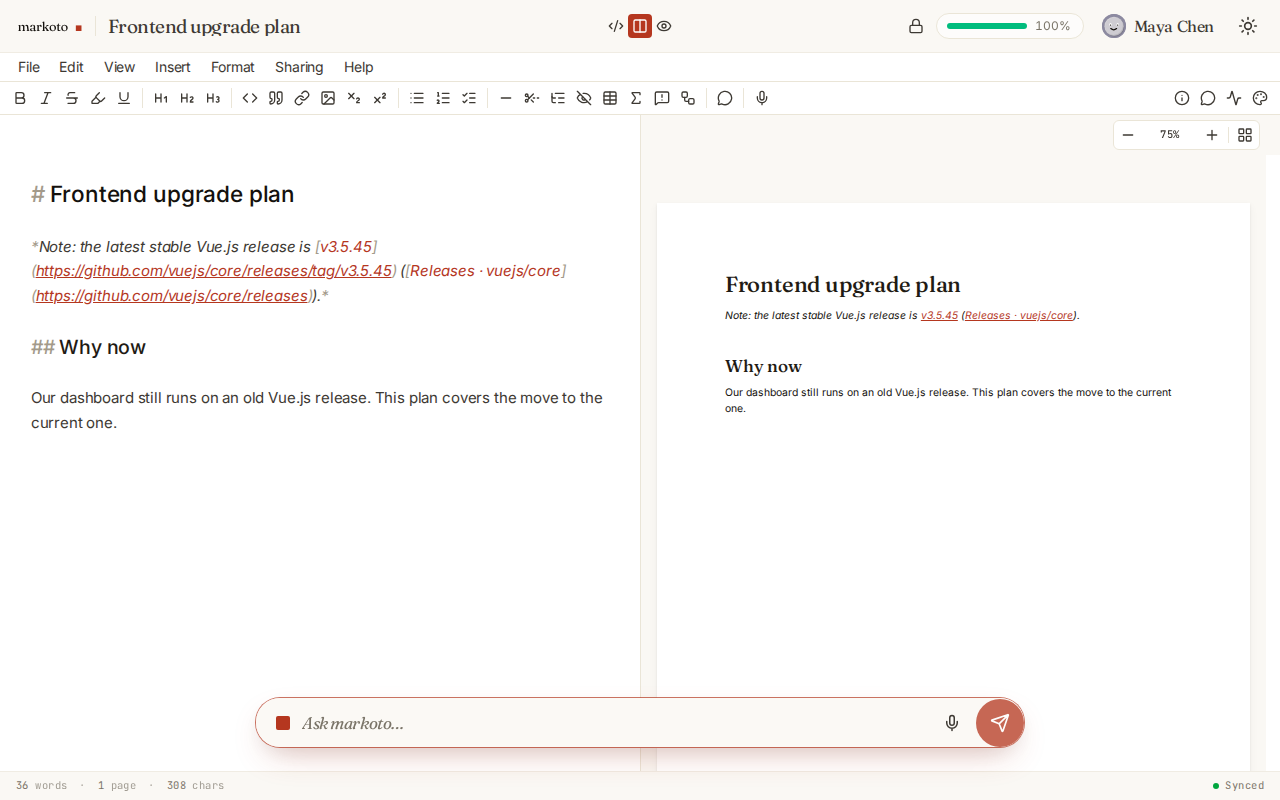 markoto
Frontend upgrade plan
100%
Maya Chen
File Edit View Insert Format Sharing Help
H1 H2 H3
75%
# Frontend upgrade plan
*Note: the latest stable Vue.js release is [v3.5.45]
(https://github.com/vuejs/core/releases/tag/v3.5.45) ([Releases · vuejs/core]
(https://github.com/vuejs/core/releases)).*
## Why now
Our dashboard still runs on an old Vue.js release. This plan covers the move to the
current one.
Frontend upgrade plan
Note: the latest stable Vue.js release is v3.5.45 (Releases · vuejs/core).
Why now
Our dashboard still runs on an old Vue.js release. This plan covers the move to the current
one.
Ask markoto...
36 words · 1 page · 308 chars
Synced